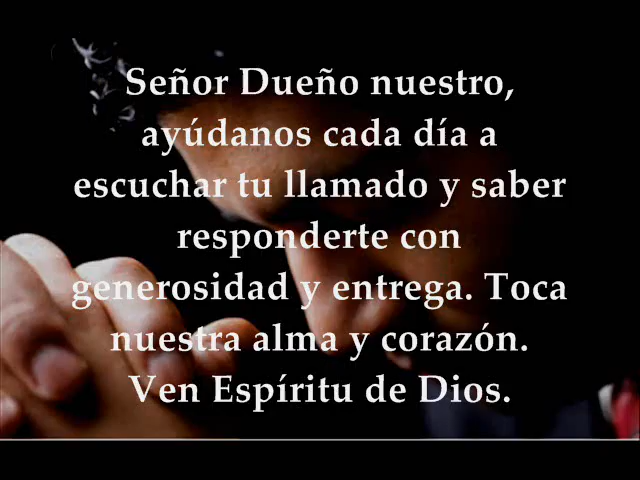 Señor Dueño nuestro,
ayúdanos cada día a
escuchar tu llamado y saber
responderte con
generosidad y entrega. Toca
nuestra alma y corazón.
Ven Espíritu de Dios.